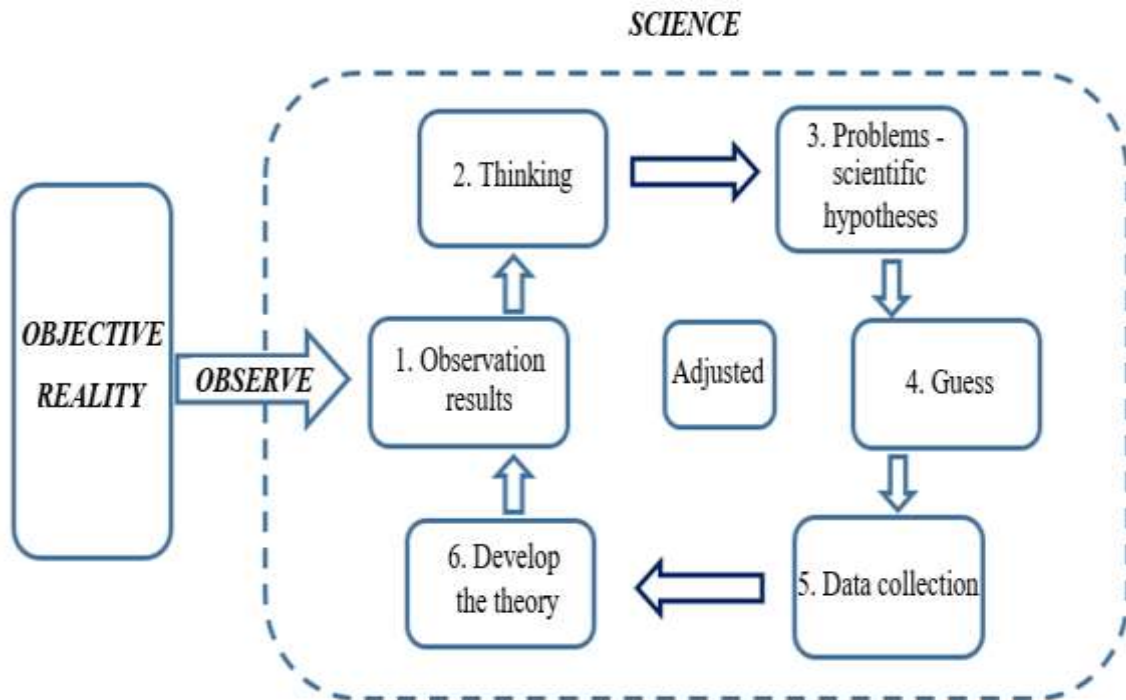 SCIENCE
OBJECTIVE
REALITY
OBSERVE
1. Observation
results
2. Thinking
3. Problems -
scientific
hypotheses
4. Guess
5. Data collection
6. Develop
the theory
Adjusted